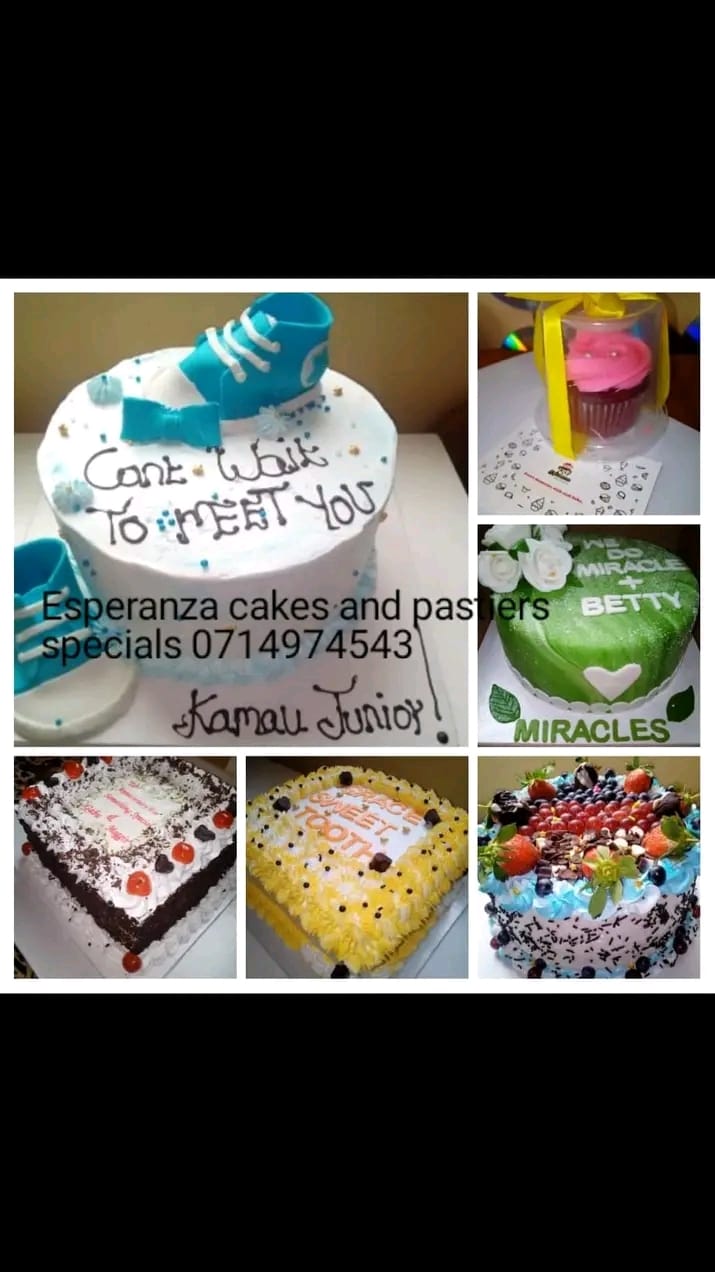 Cant Wait
TO MEET YOU
Esperanza cakes and pastiers
specials 0714974543
Kamau Junior!
WE
DO
MIRACLE
+
BETTY
MIRACLES
SWEET
TOOTH